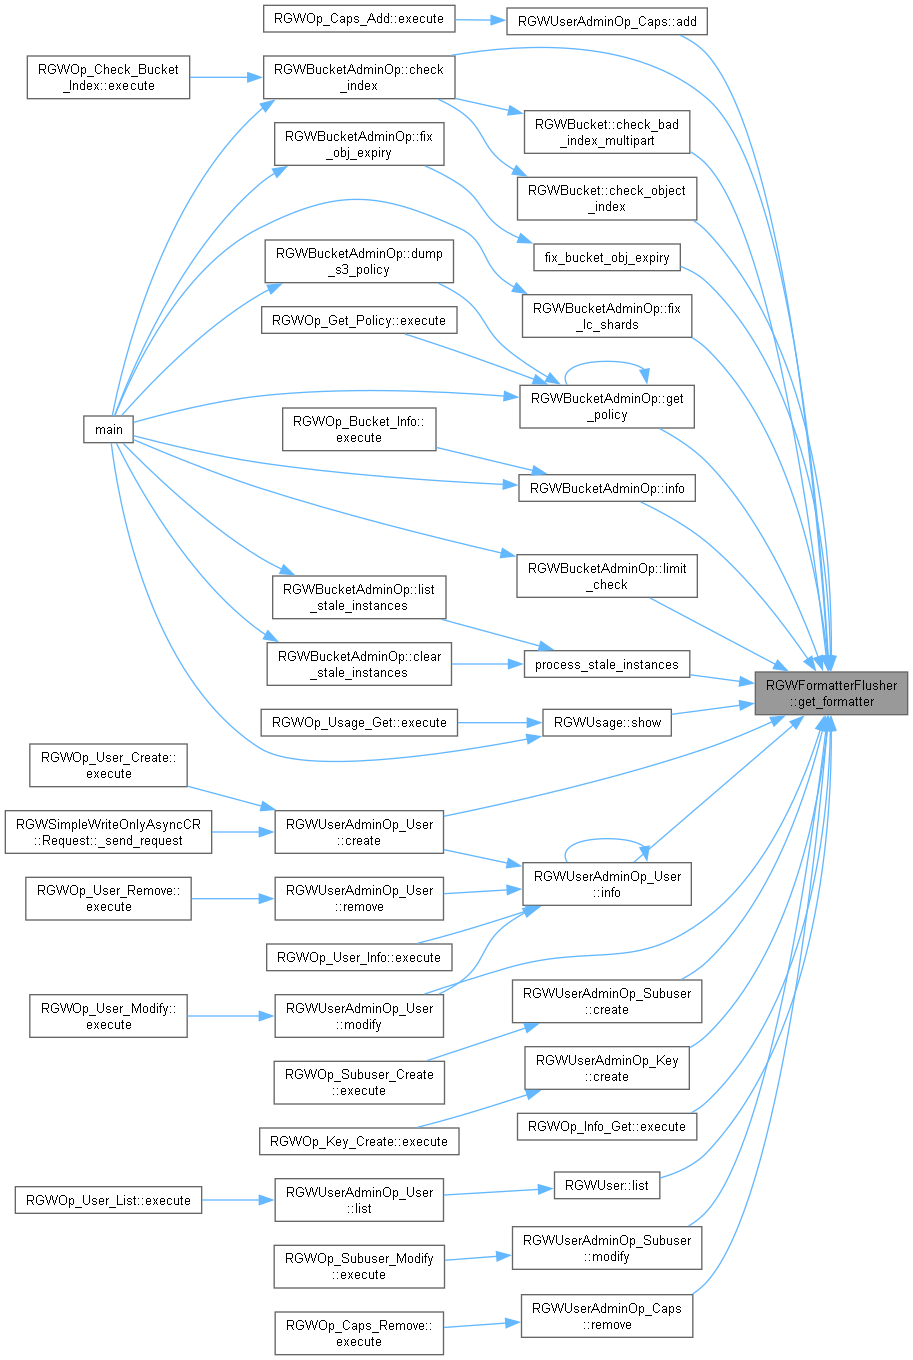 RGWOp_Caps_Add::execute
RGWUserAdminOp_Caps::add
RGWOp_Check_Bucket
_Index::execute
RGWBucketAdminOp::check
_index
RGWBucket::check_bad
_index_multipart
RGWBucketAdminOp::fix
_obj_expiry
RGWBucket::check_object
_index
fix_bucket_obj_expiry
RGWBucketAdminOp::dump
_s3_policy
RGWBucketAdminOp::fix
_lc_shards
RGWOp_Get_Policy::execute
RGWBucketAdminOp::get
_policy
main
RGWOp_Bucket_Info::
execute
RGWBucketAdminOp::info
RGWBucketAdminOp::limit
_check
RGWBucketAdminOp::list
_stale_instances
RGWBucketAdminOp::clear
_stale_instances
process_stale_instances
RGWFormatterFlusher
::get_formatter
RGWOp_Usage_Get::execute
RGWUsage::show
RGWOp_User_Create::
execute
RGWSimpleWriteOnlyAsyncCR
::Request::_send_request
RGWUserAdminOp_User
::create
RGWUserAdminOp_User
::info
RGWOp_User_Remove::
execute
RGWUserAdminOp_User
::remove
RGWOp_User_Info::execute
RGWOp_User_Modify::
execute
RGWUserAdminOp_User
::modify
RGWUserAdminOp_Subuser
::create
RGWOp_Subuser_Create
::execute
RGWUserAdminOp_Key
::create
RGWOp_Key_Create::execute
RGWOp_Info_Get::execute
RGWUser::list
RGWOp_User_List::execute
RGWUserAdminOp_User
::list
RGWUserAdminOp_Subuser
::modify
RGWOp_Subuser_Modify
::execute
RGWUserAdminOp_Caps
::remove
RGWOp_Caps_Remove::
execute